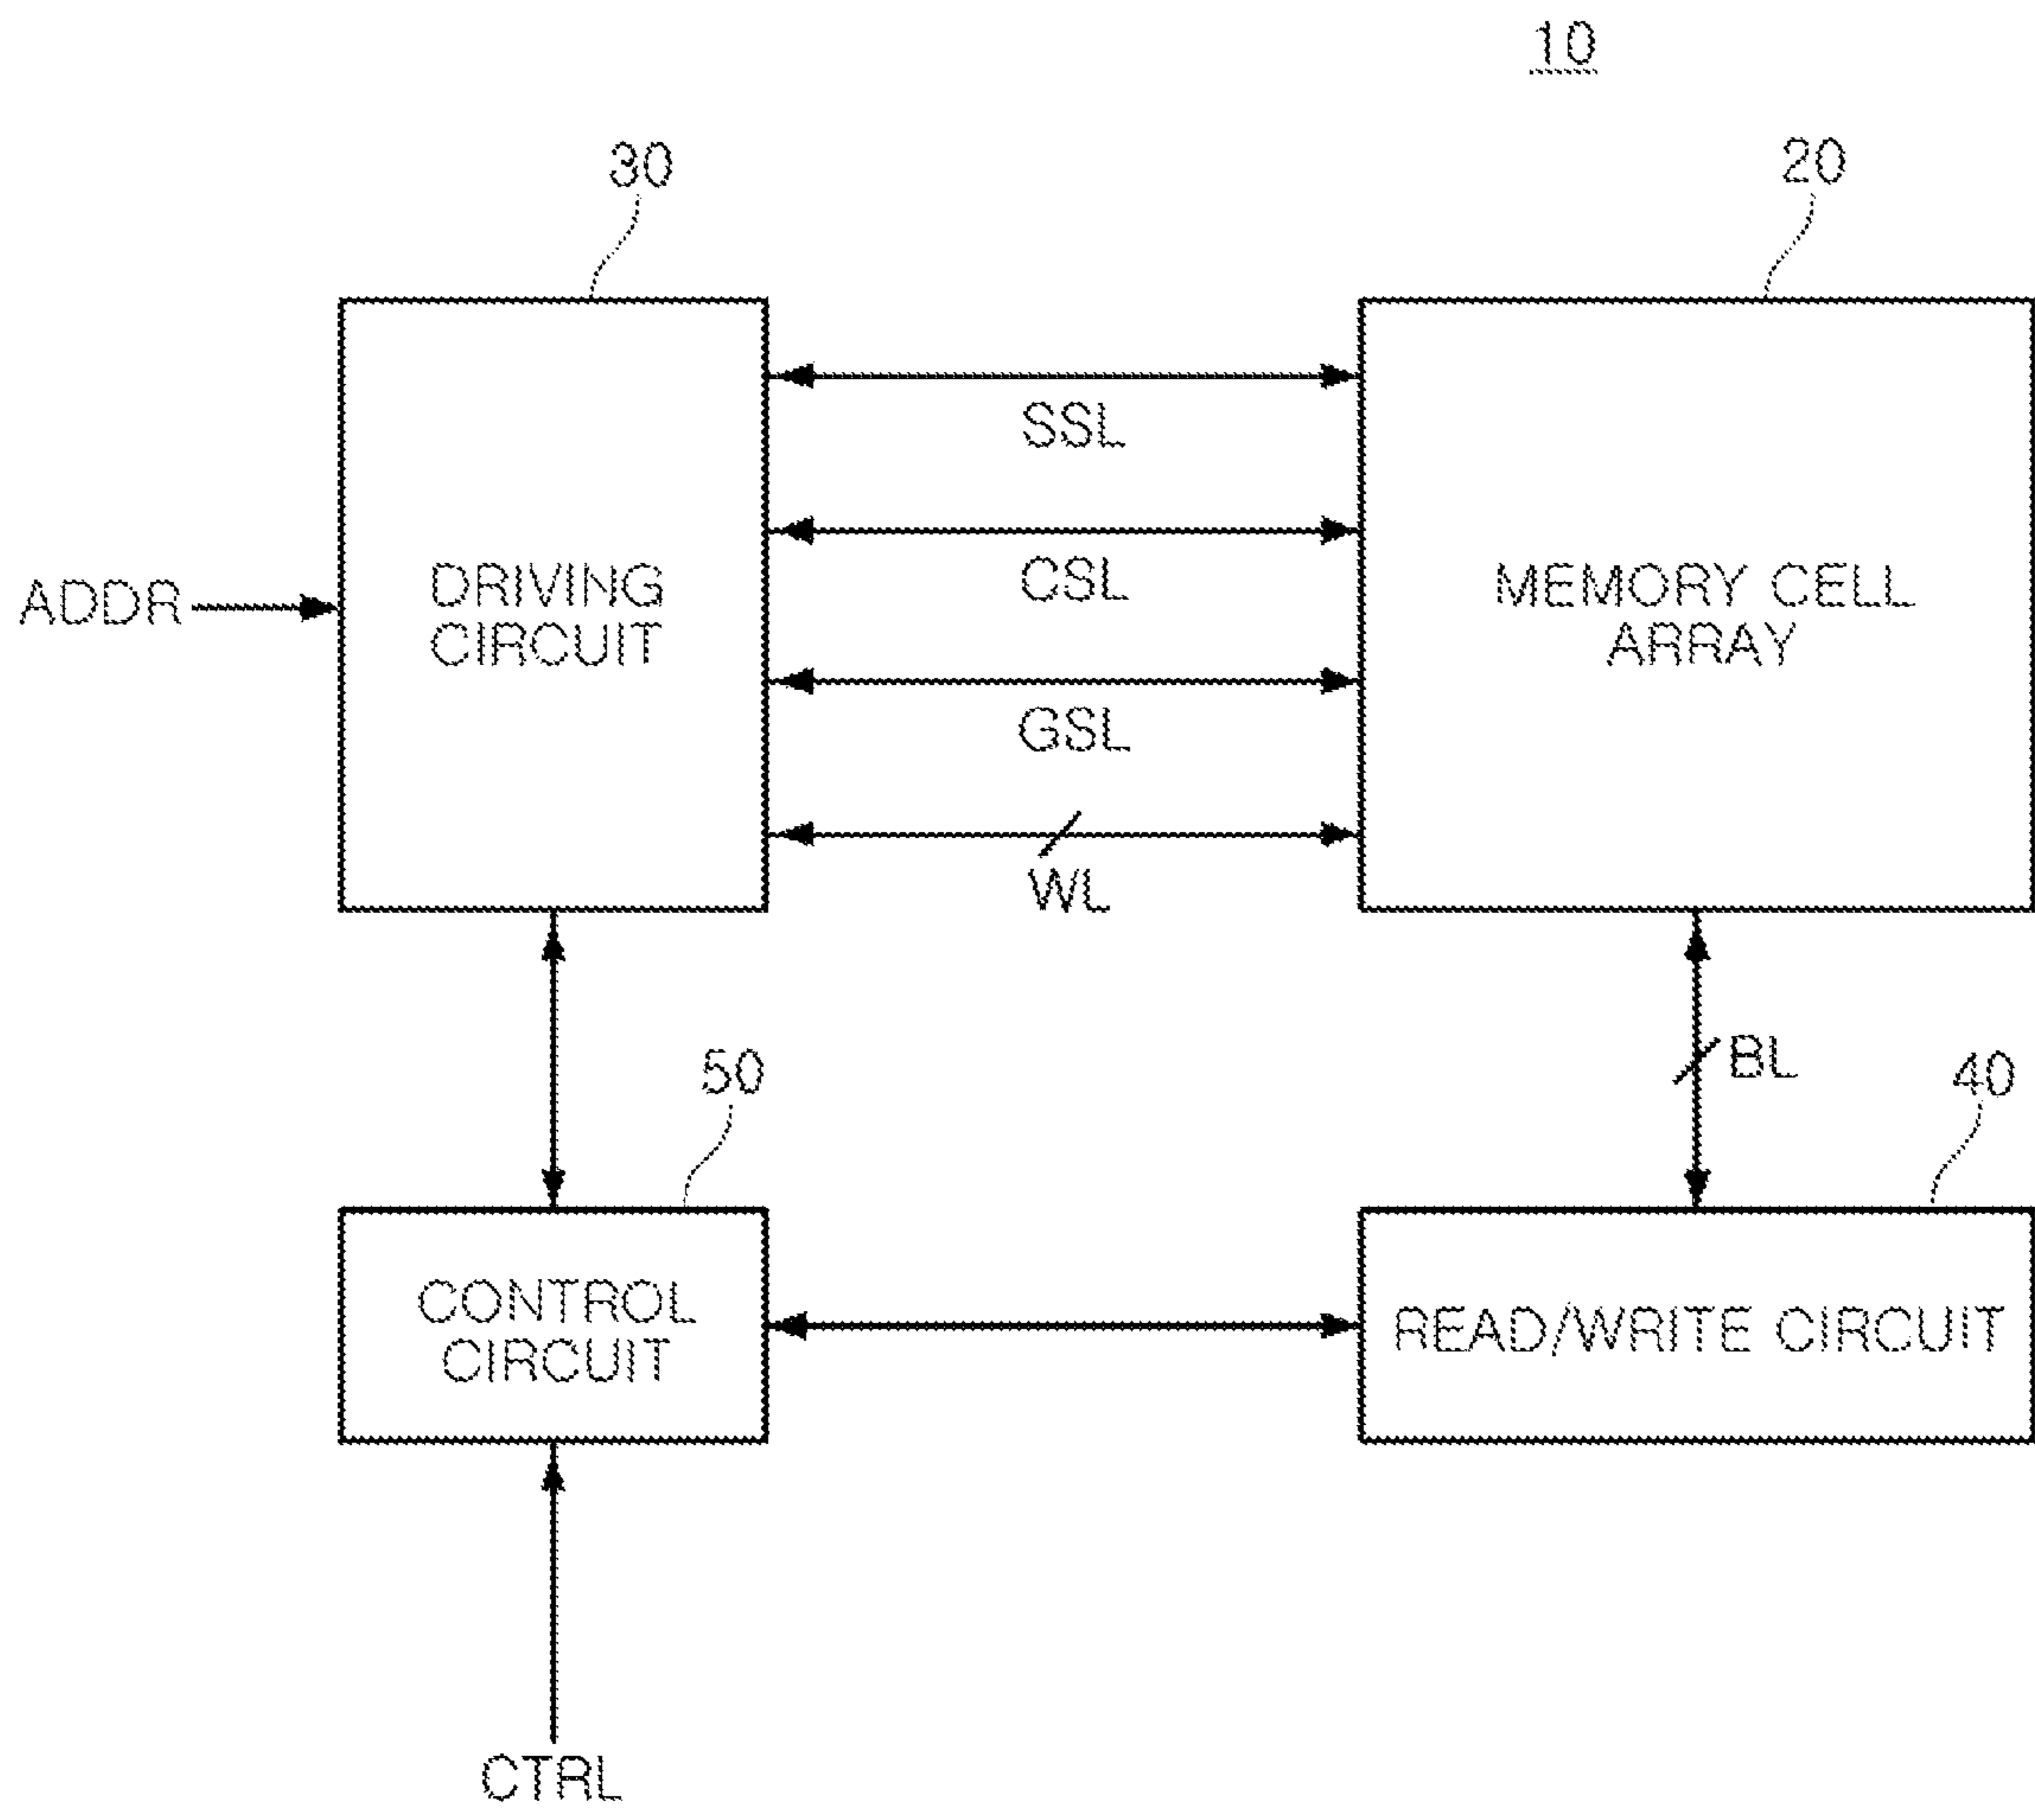 10
30
20
SSL
CSL
GSL
WL
ADDR
DRIVING
CIRCUIT
MEMORY CELL
ARRAY
50
BL
40
CONTROL
CIRCUIT
READ/WRITE CIRCUIT
CTRL